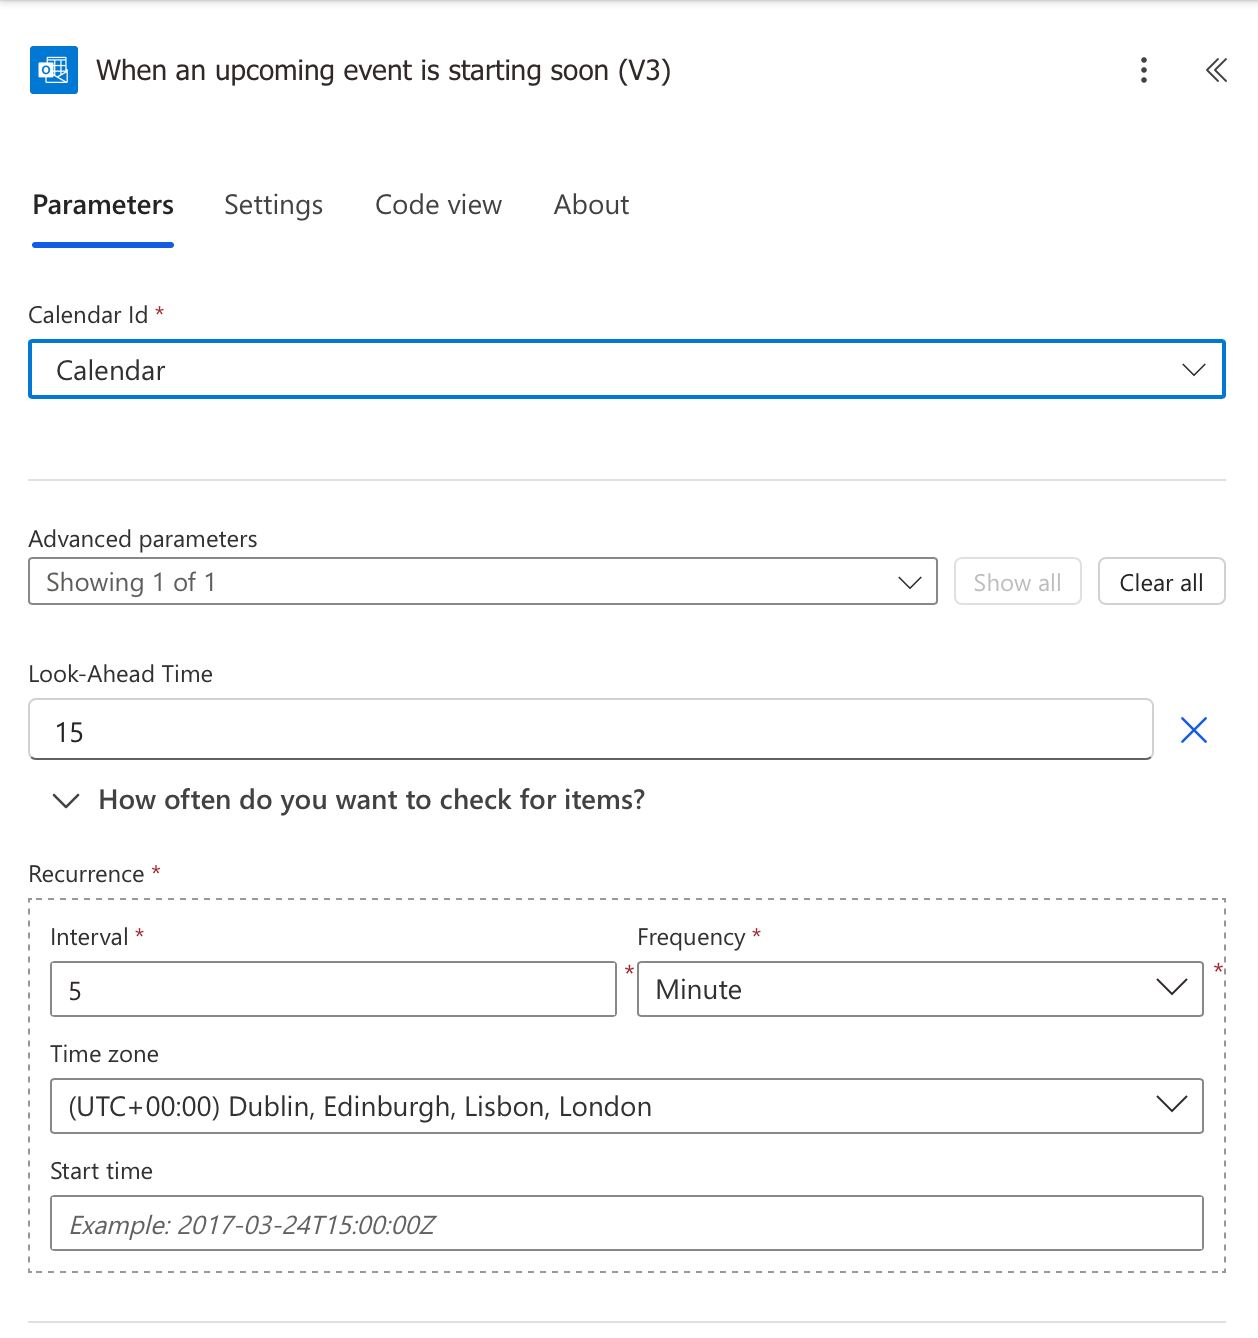 When an upcoming event is starting soon (V3)
Parameters Settings Code view About
Calendar Id *
Calendar
Advanced parameters
Showing 1 of 1 Show all Clear all
Look-Ahead Time
15
How often do you want to check for items?
Recurrence *
Interval * Frequency *
5 * Minute *
Time zone
(UTC+00:00) Dublin, Edinburgh, Lisbon, London
Start time
Example: 2017-03-24T15:00:00Z